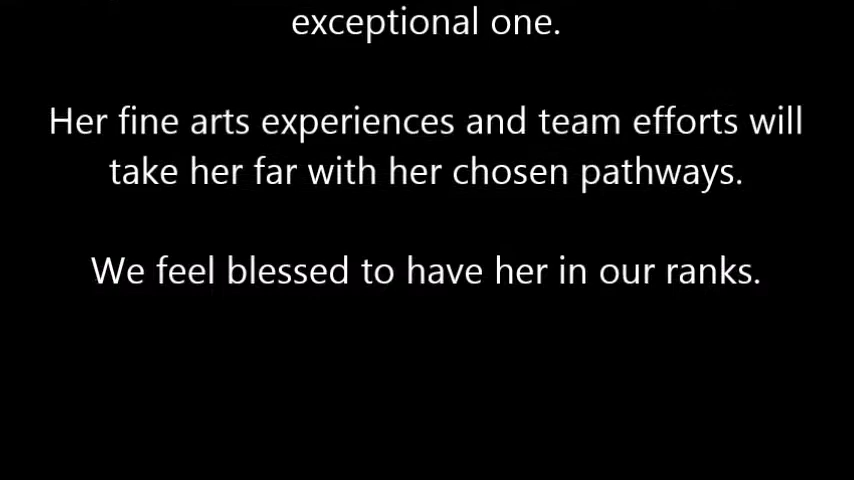 exceptional one.
Her fine arts experiences and team efforts will
take her far with her chosen pathways.
We feel blessed to have her in our ranks.